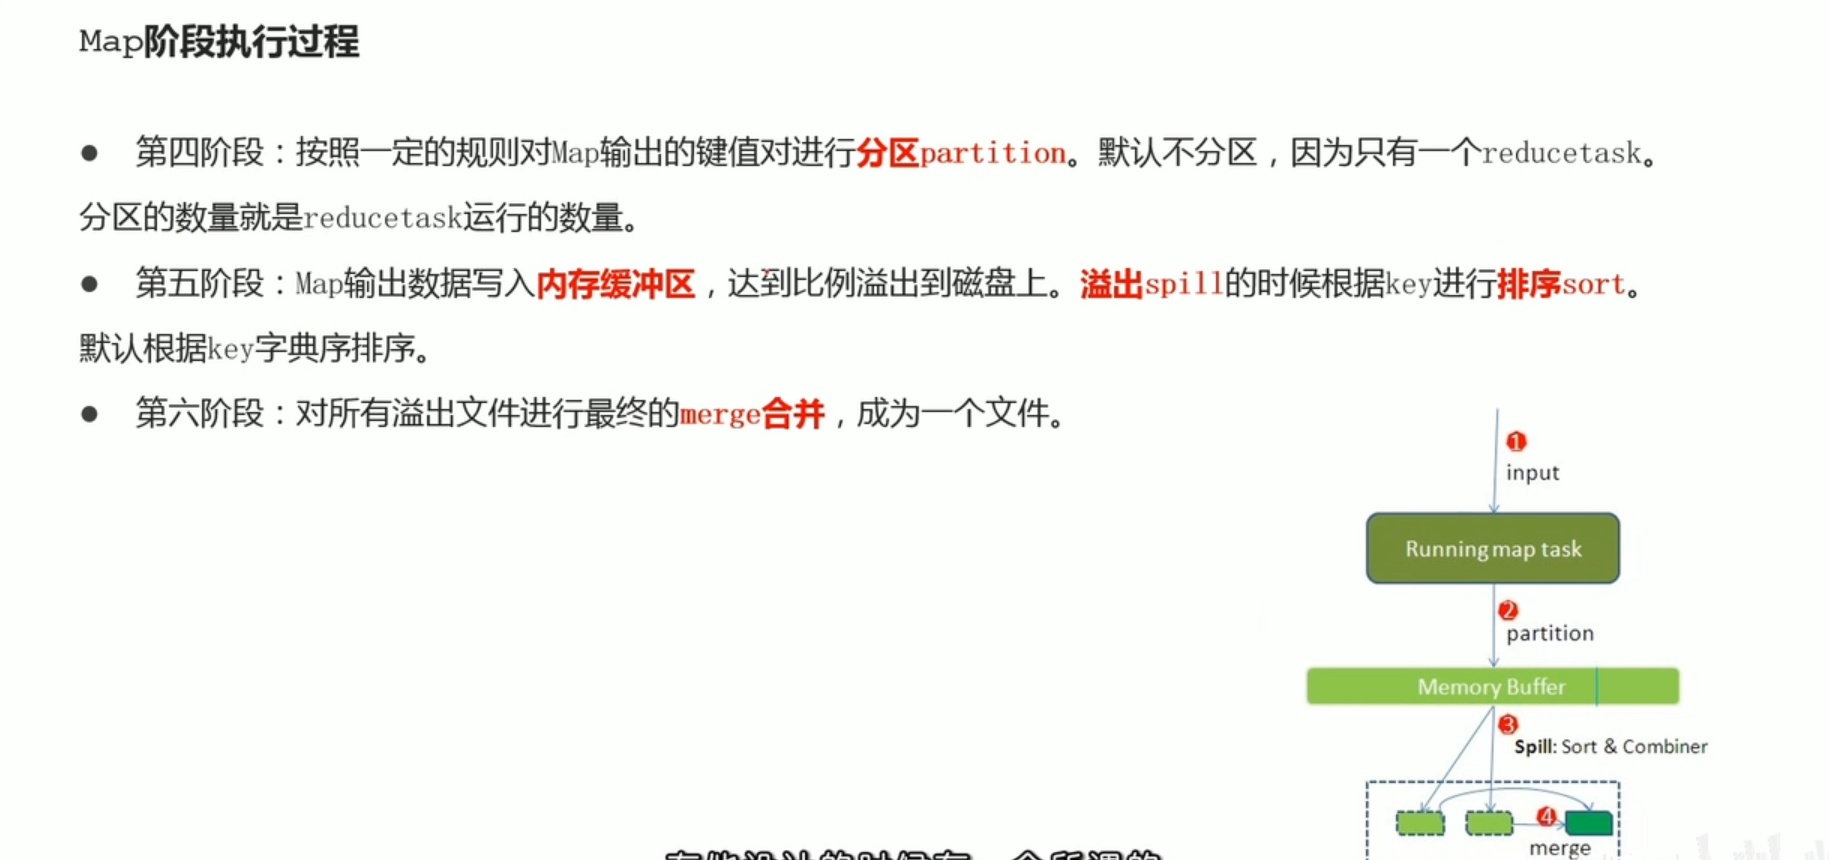 Map阶段执行过程
● 第四阶段：按照一定的规则对Map输出的键值对进行分区partition。默认不分区，因为只有一个reducetask。
分区的数量就是reducetask运行的数量。
● 第五阶段：Map输出数据写入内存缓冲区，达到比例溢出到磁盘上。溢出spill的时候根据key进行排序sort。
默认根据key字典序排序。
● 第六阶段：对所有溢出文件进行最终的merge合并，成为一个文件。
1
input
Running map task
2
partition
Memory Buffer
3
Spill: Sort & Combiner
4
merge